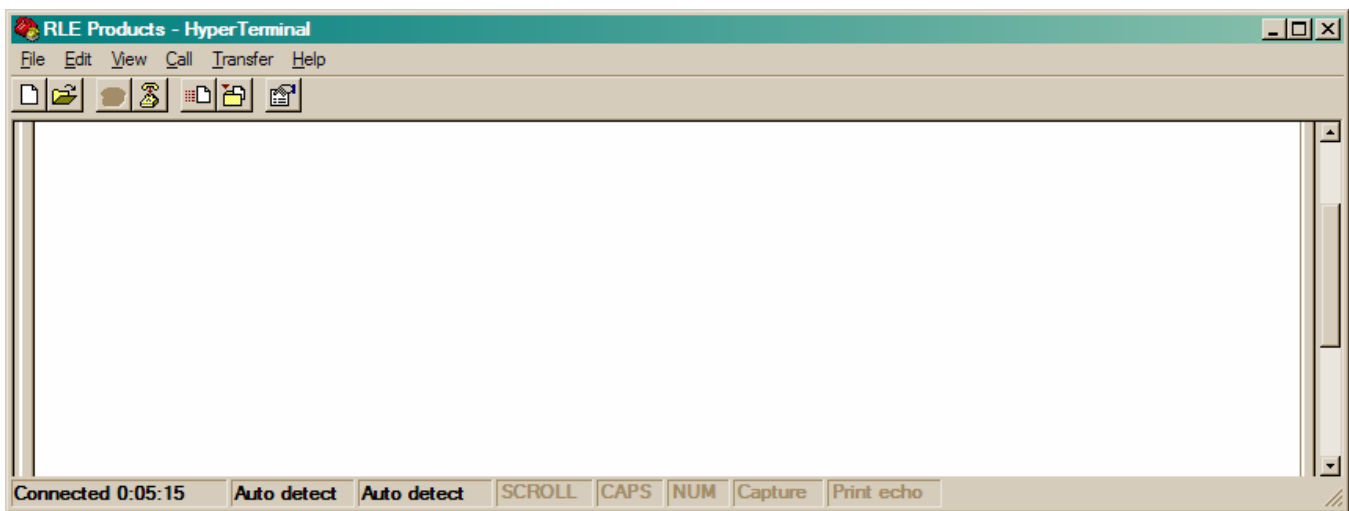 RLE Products - HyperTerminal
File Edit View Call Transfer Help
Connected 0:05:15 Auto detect Auto detect SCROLL CAPS NUM Capture Print echo